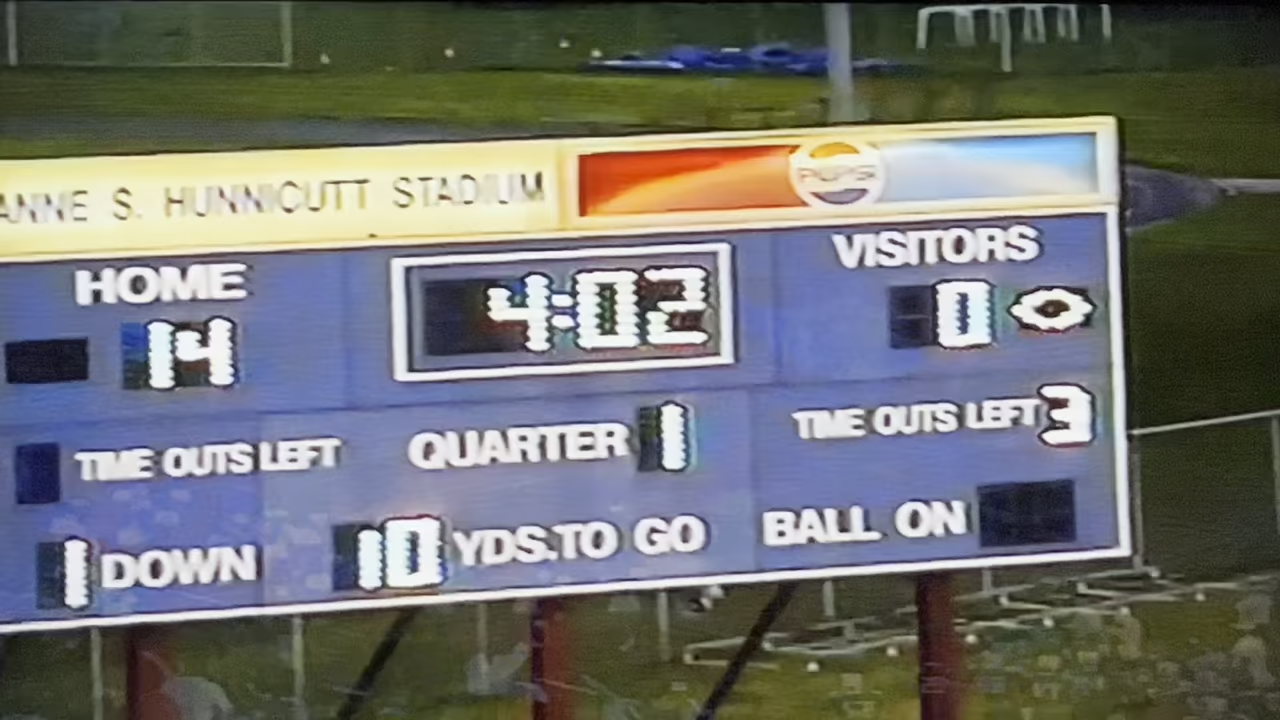 ANNE S. HUNNICUTT STADIUM
PEPSI
HOME 4:02 VISITORS
14 0
TIME OUTS LEFT QUARTER 1 TIME OUTS LEFT 3
1 DOWN 10 YDS.TO GO BALL ON